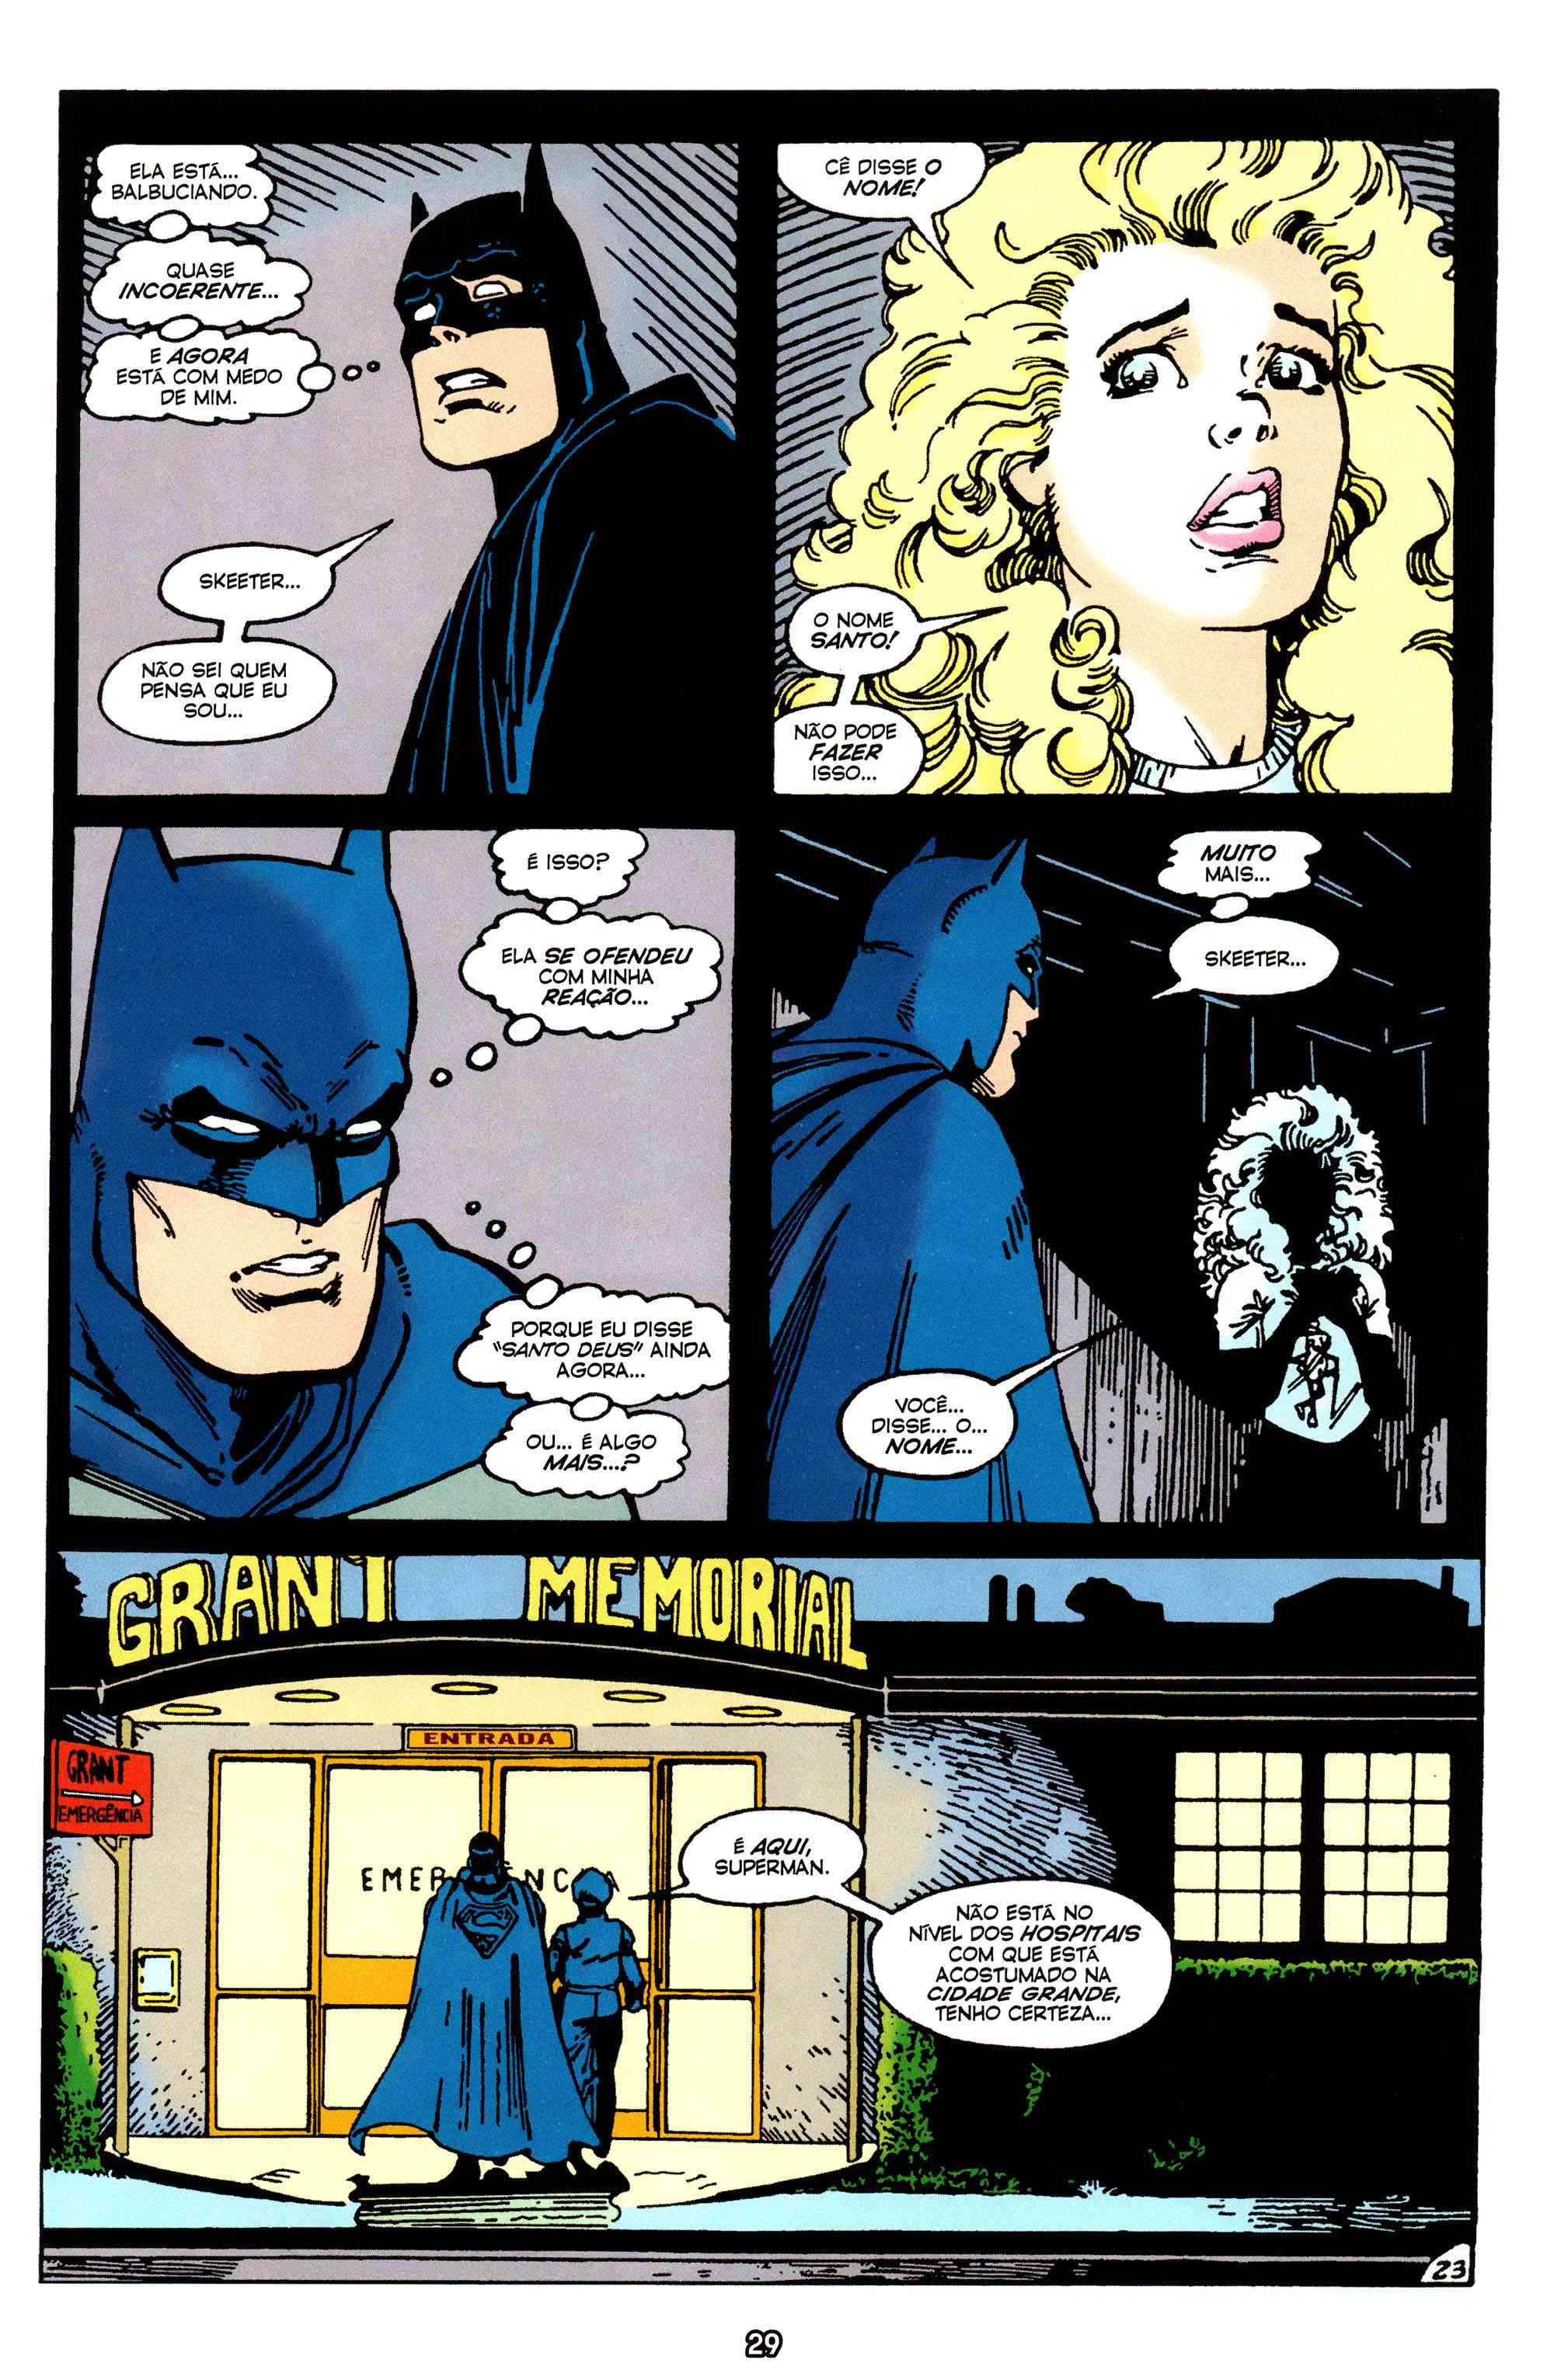 ELA ESTÁ...
BALBUCIANDO.
QUASE
INCOERENTE...
E AGORA
ESTÁ COM MEDO
DE MIM.
SKEETER...
NÃO SEI QUEM
PENSA QUE EU
SOU...
CÊ DISSE O
NOME!
O NOME
SANTO!
NÃO PODE
FAZER
ISSO...
É ISSO?
ELA SE OFENDEU
COM MINHA
REAÇÃO...
PORQUE EU DISSE
"SANTO DEUS" AINDA
AGORA...
OU... É ALGO
MAIS...?
MUITO
MAIS...
SKEETER...
VOCÊ...
DISSE... O...
NOME...
GRANT MEMORIAL
ENTRADA
GRANT
EMERGÊNCIA
EMERGÊNCIA
É AQUI,
SUPERMAN.
NÃO ESTÁ NO
NÍVEL DOS HOSPITAIS
COM QUE ESTÁ
ACOSTUMADO NA
CIDADE GRANDE,
TENHO CERTEZA...
23
29